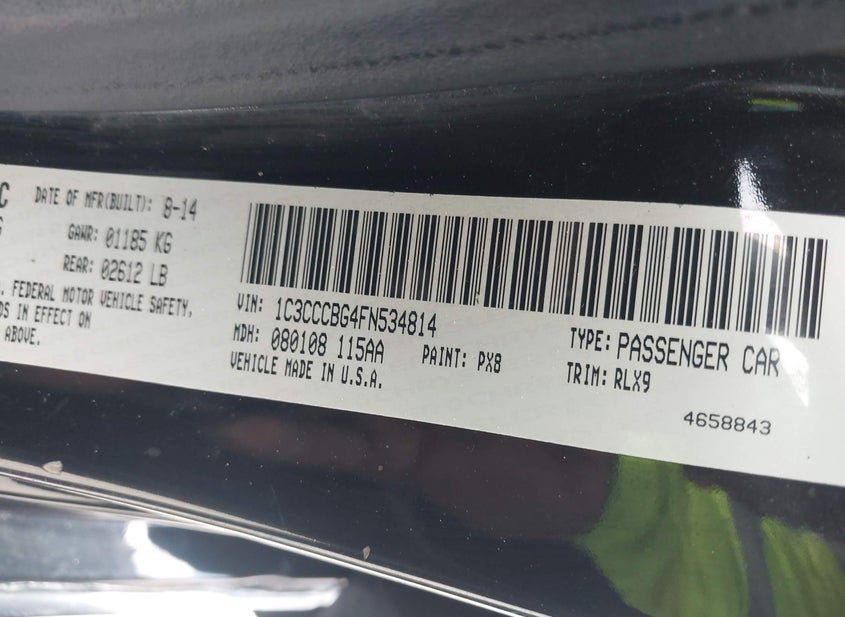 C
DATE OF MFR(BUILT): 8-14
G
GAWR: 01185 KG
REAR: 02612 LB
. FEDERAL MOTOR VEHICLE SAFETY,
DS IN EFFECT ON
ABOVE.
VIN: 1C3CCCBG4FN534814
MDH: 080108 115AA
PAINT: PX8
VEHICLE MADE IN U.S.A.
TYPE: PASSENGER CAR
TRIM: RLX9
4658843